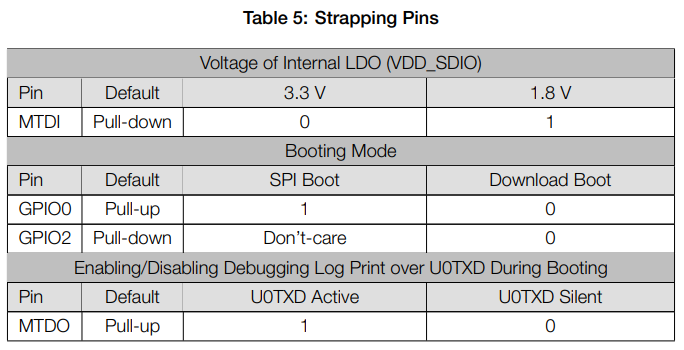 Table 5: Strapping Pins
Voltage of Internal LDO (VDD_SDIO)
Pin Default 3.3 V 1.8 V
MTDI Pull-down 0 1
Booting Mode
Pin Default SPI Boot Download Boot
GPIO0 Pull-up 1 0
GPIO2 Pull-down Don't-care 0
Enabling/Disabling Debugging Log Print over U0TXD During Booting
Pin Default U0TXD Active U0TXD Silent
MTDO Pull-up 1 0